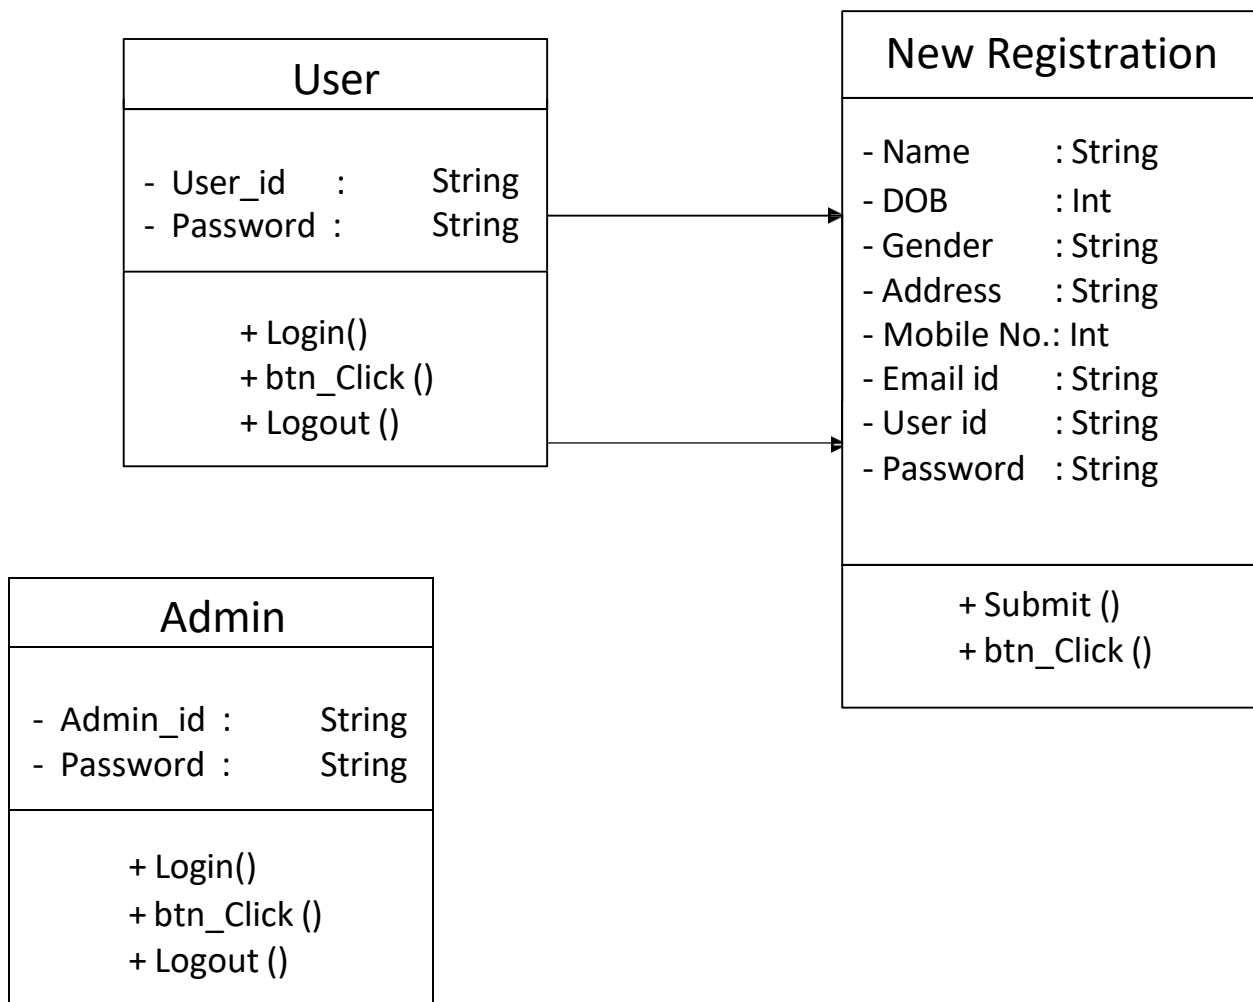 User
- User_id : String
- Password : String
+ Login()
+ btn_Click ()
+ Logout ()
New Registration
- Name : String
- DOB : Int
- Gender : String
- Address : String
- Mobile No.: Int
- Email id : String
- User id : String
- Password : String
+ Submit ()
+ btn_Click ()
Admin
- Admin_id : String
- Password : String
+ Login()
+ btn_Click ()
+ Logout ()